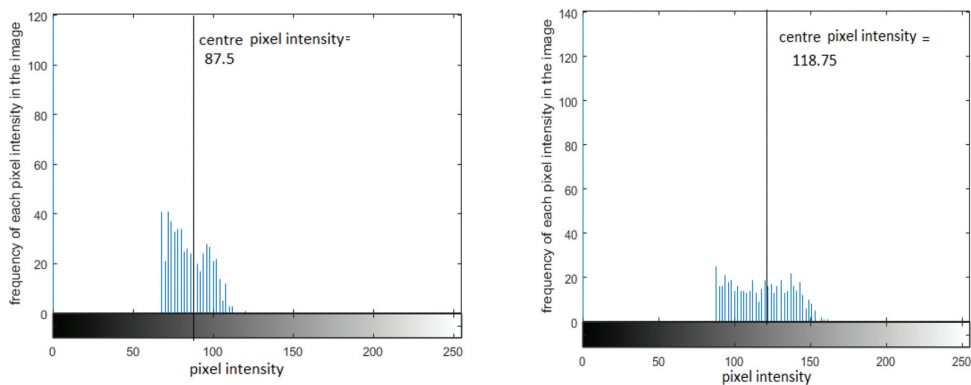 frequency of each pixel intensity in the image
120
100
80
60
40
20
0
centre pixel intensity=
87.5
0 50 100 150 200 250
pixel intensity
frequency of each pixel intensity in the image
140
120
100
80
60
40
20
0
centre pixel intensity =
118.75
0 50 100 150 200 250
pixel intensity